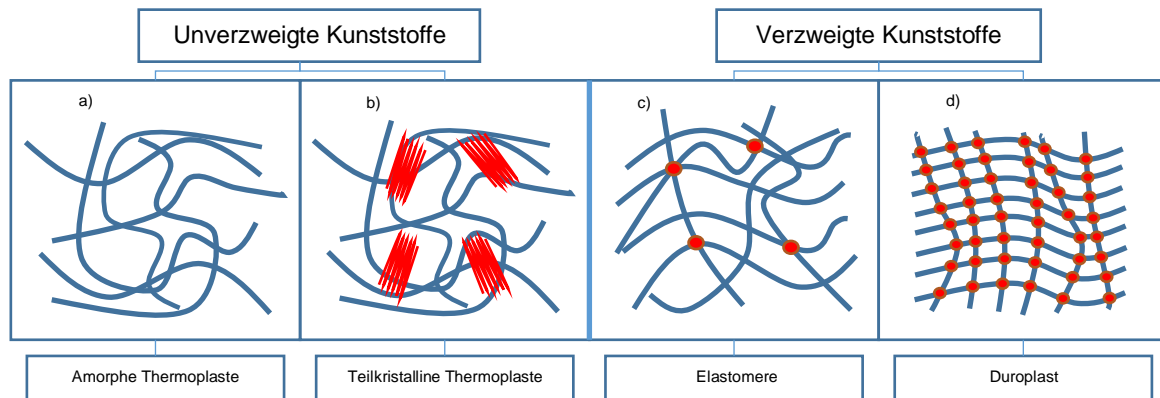 Unverzweigte Kunststoffe
Verzweigte Kunststoffe
a)
b)
c)
d)
Amorphe Thermoplaste
Teilkristalline Thermoplaste
Elastomere
Duroplast